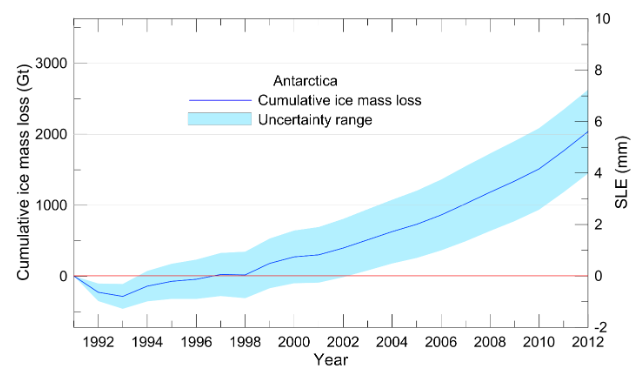 Cumulative ice mass loss (Gt)
3000
2000
1000
0
Antarctica
Cumulative ice mass loss
Uncertainty range
10
8
6
4
2
0
-2
SLE (mm)
1992 1994 1996 1998 2000 2002 2004 2006 2008 2010 2012
Year